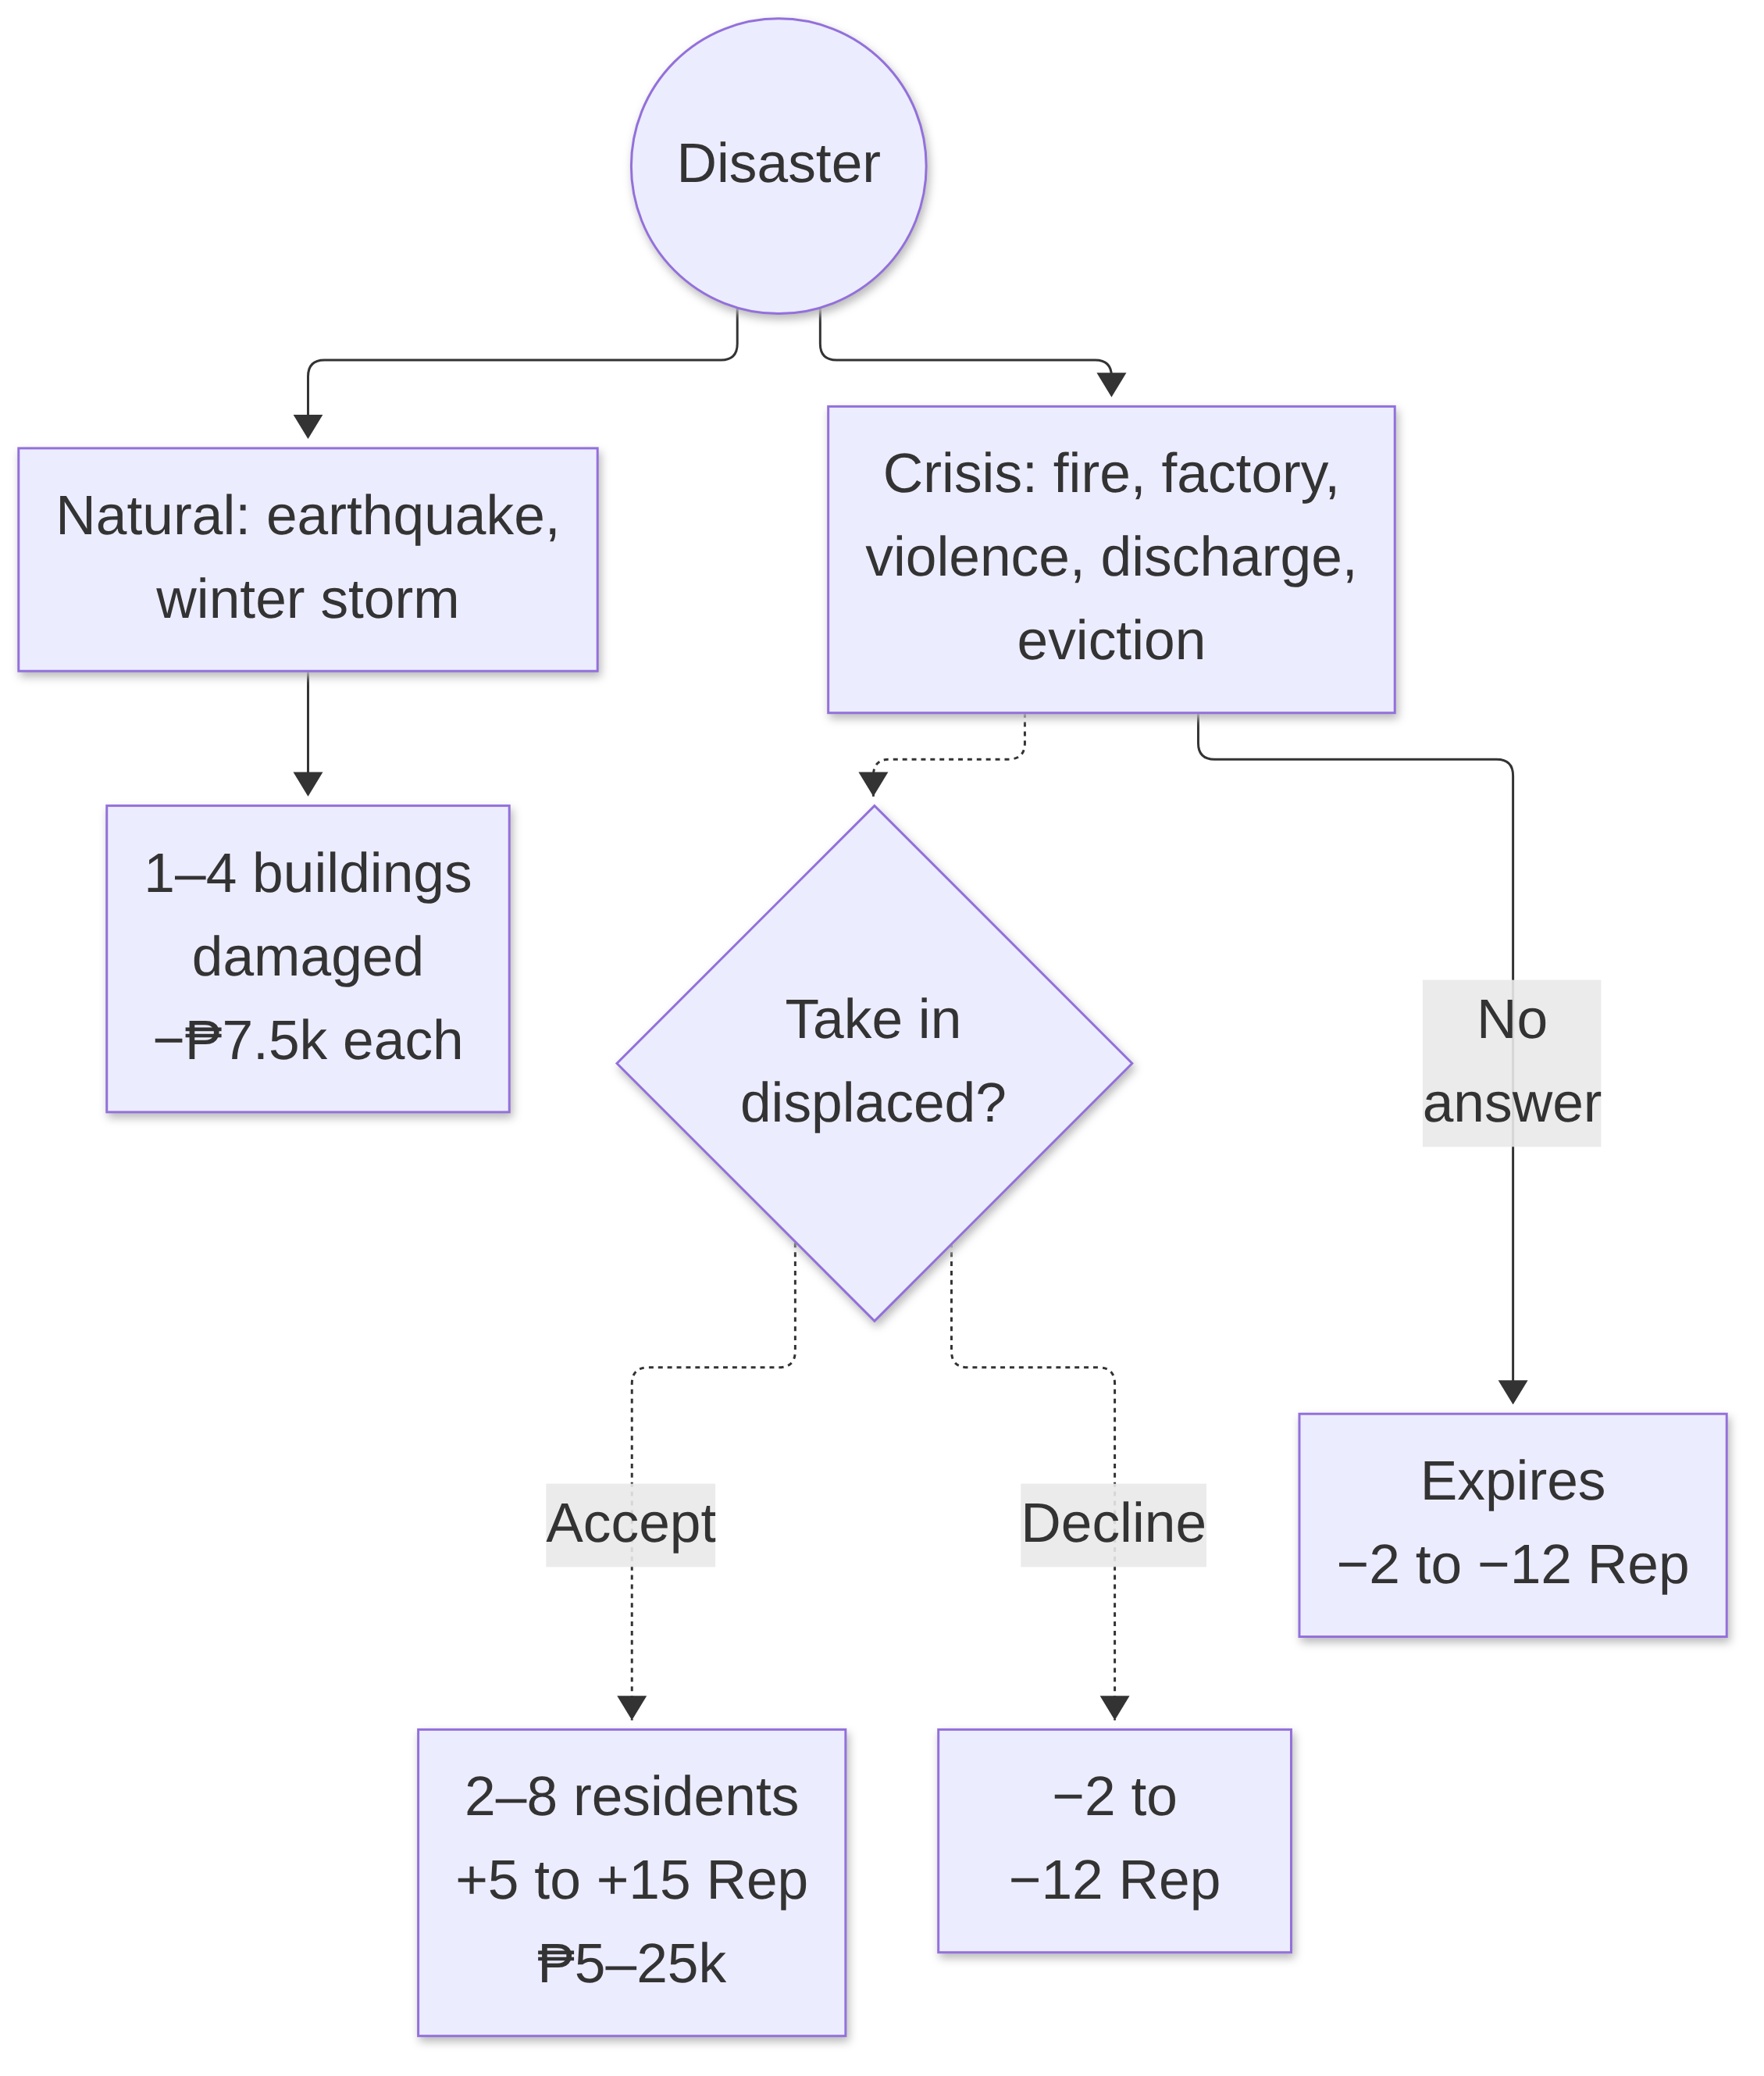 Disaster
Natural: earthquake,
winter storm
Crisis: fire, factory,
violence, discharge,
eviction
1–4 buildings
damaged
−₱7.5k each
Take in
displaced?
No
answer
Accept
Decline
Expires
−2 to −12 Rep
2–8 residents
+5 to +15 Rep
₱5–25k
−2 to
−12 Rep